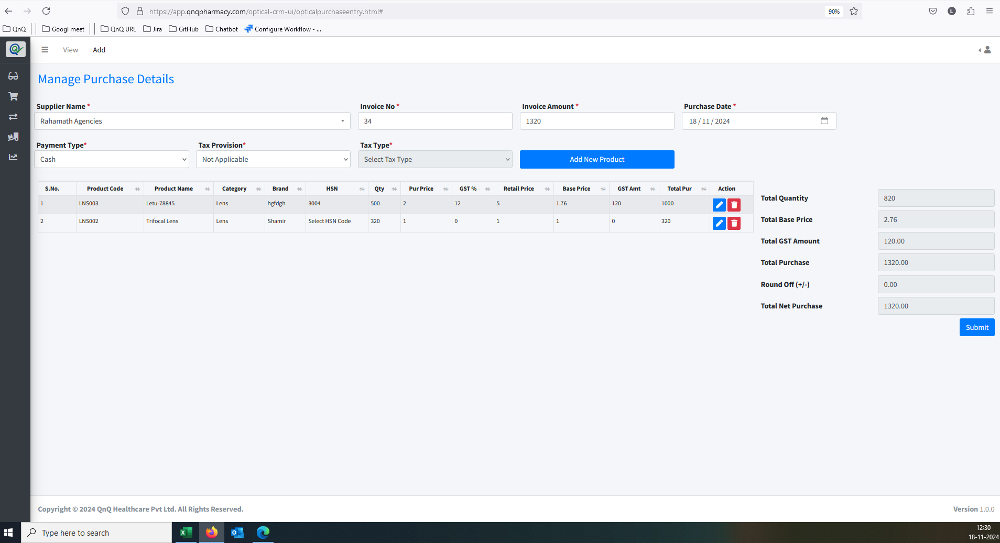 https://app.qnqpharmacy.com/optical-crm-ui/opticalpurchaseentry.html#
90%
L
QnQ
Googl meet
QnQ URL
Jira
GitHub
Chatbot
Configure Workflow - ...
View
Add
Manage Purchase Details
Supplier Name *
Invoice No *
Invoice Amount *
Purchase Date *
Rahamath Agencies
34
1320
18 / 11 / 2024
Payment Type*
Tax Provision*
Tax Type*
Cash
Not Applicable
Select Tax Type
Add New Product
S.No. Product Code Product Name Category Brand HSN Qty Pur Price GST % Retail Price Base Price GST Amt Total Pur Action
1 LNS003 Letu-78845 Lens hgfdgh 3004 500 2 12 5 1.76 120 1000
2 LNS002 Trifocal Lens Lens Shamir Select HSN Code 320 1 0 1 1 0 320
Total Quantity 820
Total Base Price 2.76
Total GST Amount 120.00
Total Purchase 1320.00
Round Off (+/-) 0.00
Total Net Purchase 1320.00
Submit
Copyright © 2024 QnQ Healthcare Pvt Ltd. All Rights Reserved.
Version 1.0.0
Type here to search
12:30
18-11-2024